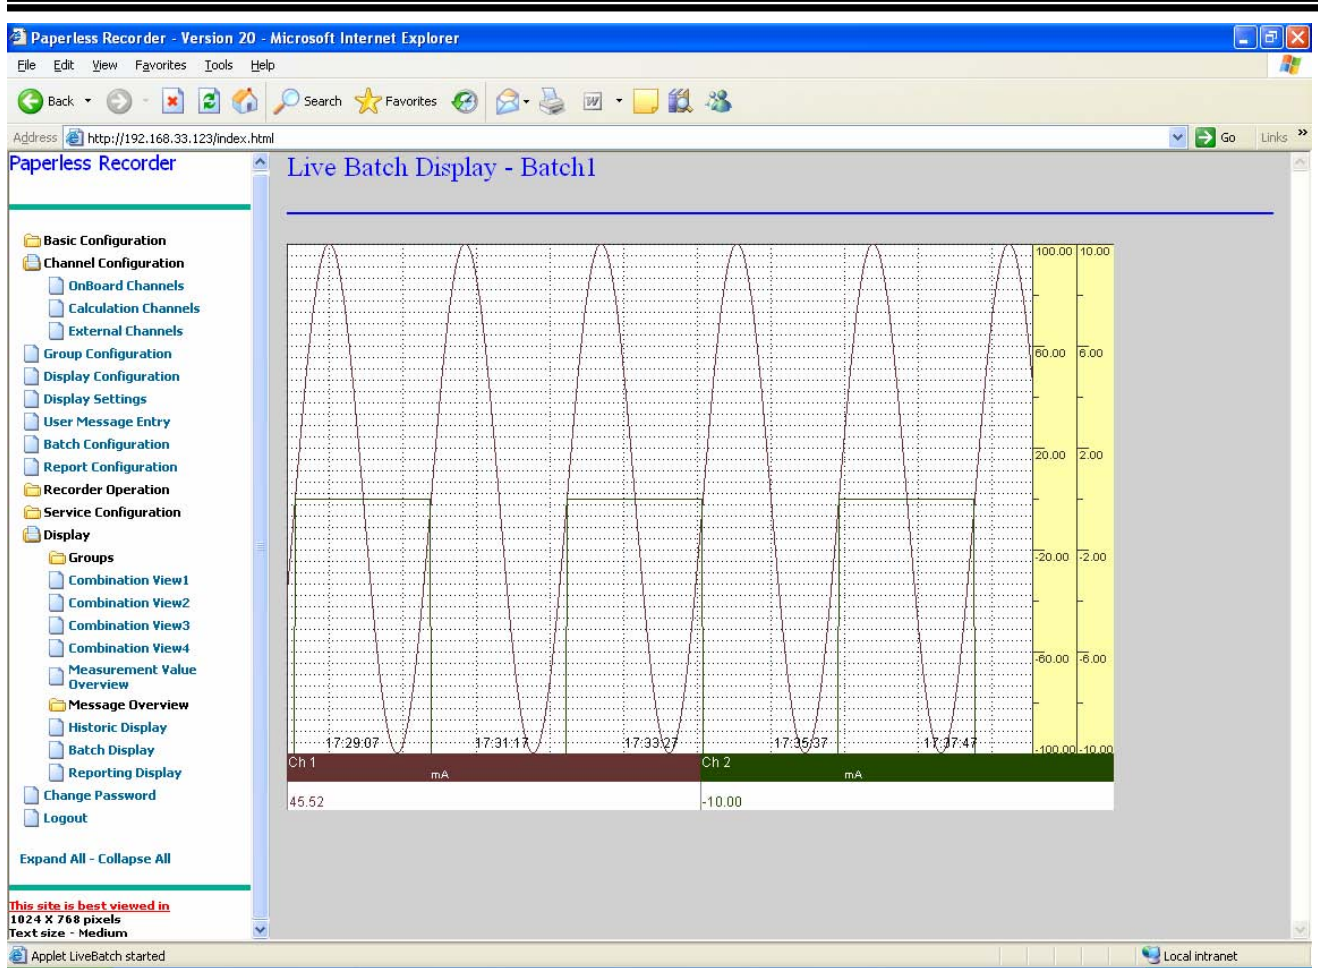 Paperless Recorder - Version 20 - Microsoft Internet Explorer
File Edit View Favorites Tools Help
Back Search Favorites
Address http://192.168.33.123/index.html Go Links »
Paperless Recorder
Live Batch Display - Batch1
Basic Configuration
Channel Configuration
OnBoard Channels
Calculation Channels
External Channels
Group Configuration
Display Configuration
Display Settings
User Message Entry
Batch Configuration
Report Configuration
Recorder Operation
Service Configuration
Display
Groups
Combination View1
Combination View2
Combination View3
Combination View4
Measurement Value
Overview
Message Overview
Historic Display
Batch Display
Reporting Display
Change Password
Logout
Expand All - Collapse All
This site is best viewed in
1024 X 768 pixels
Text size - Medium
100.00 10.00
60.00 6.00
20.00 2.00
-20.00 -2.00
-60.00 -6.00
-100.00 -10.00
17:29:07 17:31:17 17:33:27 17:35:37 17:37:47
Ch 1 Ch 2
mA mA
45.52 -10.00
Applet LiveBatch started Local intranet